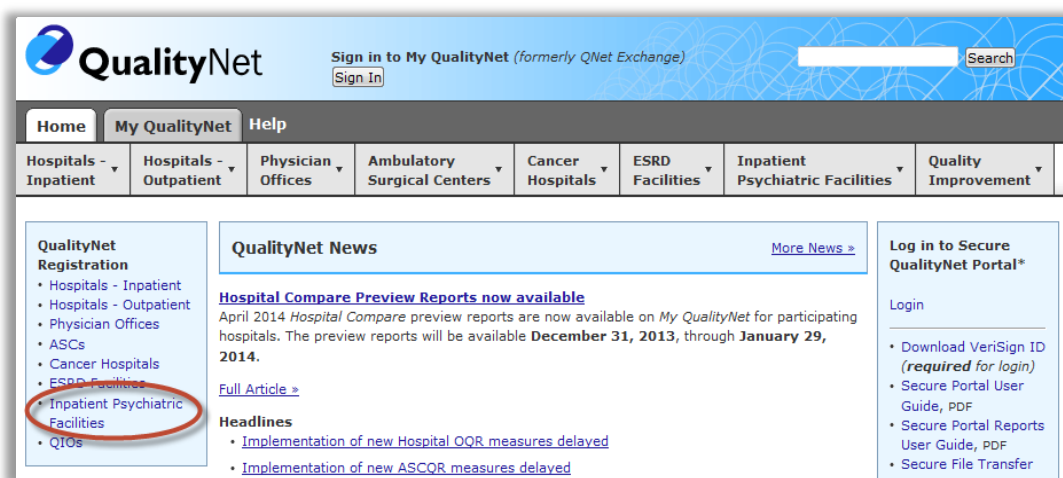 QualityNet
Sign in to My QualityNet (formerly QNet Exchange)
Sign In
Search
Home
My QualityNet
Help
Hospitals -
Inpatient
Hospitals -
Outpatient
Physician
Offices
Ambulatory
Surgical Centers
Cancer
Hospitals
ESRD
Facilities
Inpatient
Psychiatric Facilities
Quality
Improvement
QualityNet
Registration
• Hospitals - Inpatient
• Hospitals - Outpatient
• Physician Offices
• ASCs
• Cancer Hospitals
• ESRD Facilities
• Inpatient Psychiatric
Facilities
• QIOs
QualityNet News
More News »
Hospital Compare Preview Reports now available
April 2014 Hospital Compare preview reports are now available on My QualityNet for participating
hospitals. The preview reports will be available December 31, 2013, through January 29,
2014.
Full Article »
Headlines
• Implementation of new Hospital OQR measures delayed
• Implementation of new ASCQR measures delayed
Log in to Secure
QualityNet Portal*
Login
• Download VeriSign ID
(required for login)
• Secure Portal User
Guide, PDF
• Secure Portal Reports
User Guide, PDF
• Secure File Transfer